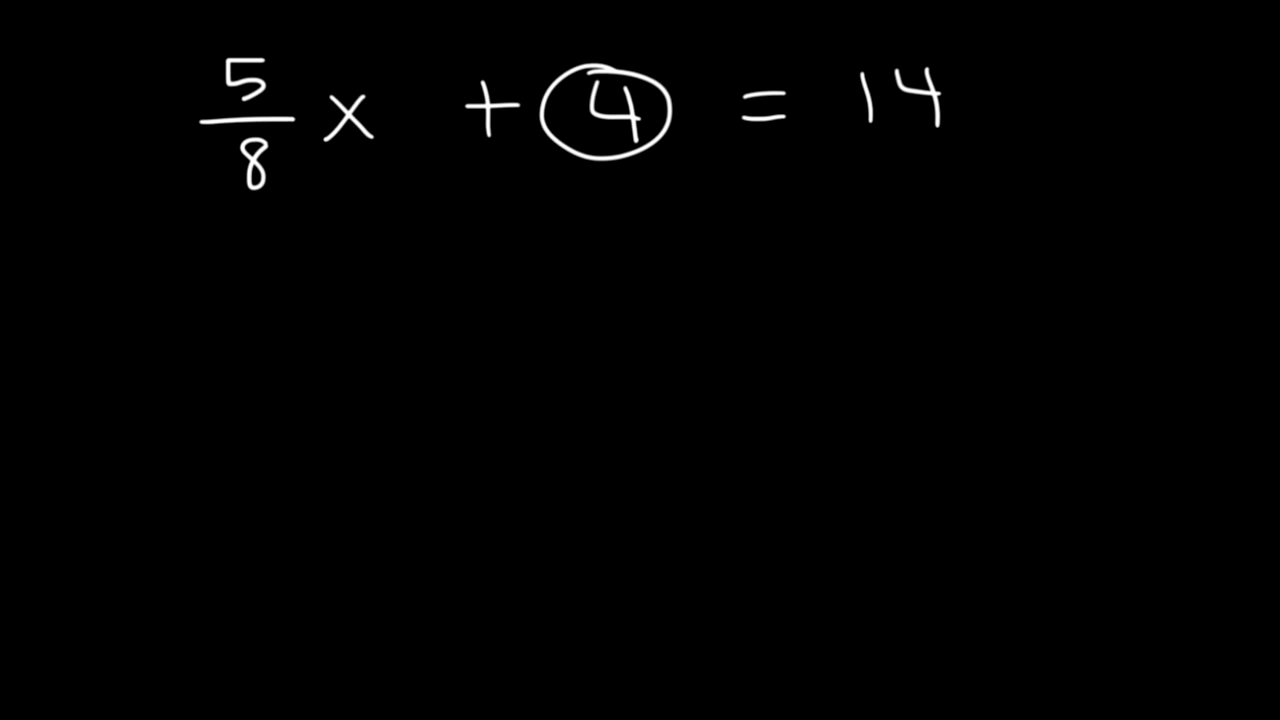 5/8 x + 4 = 14